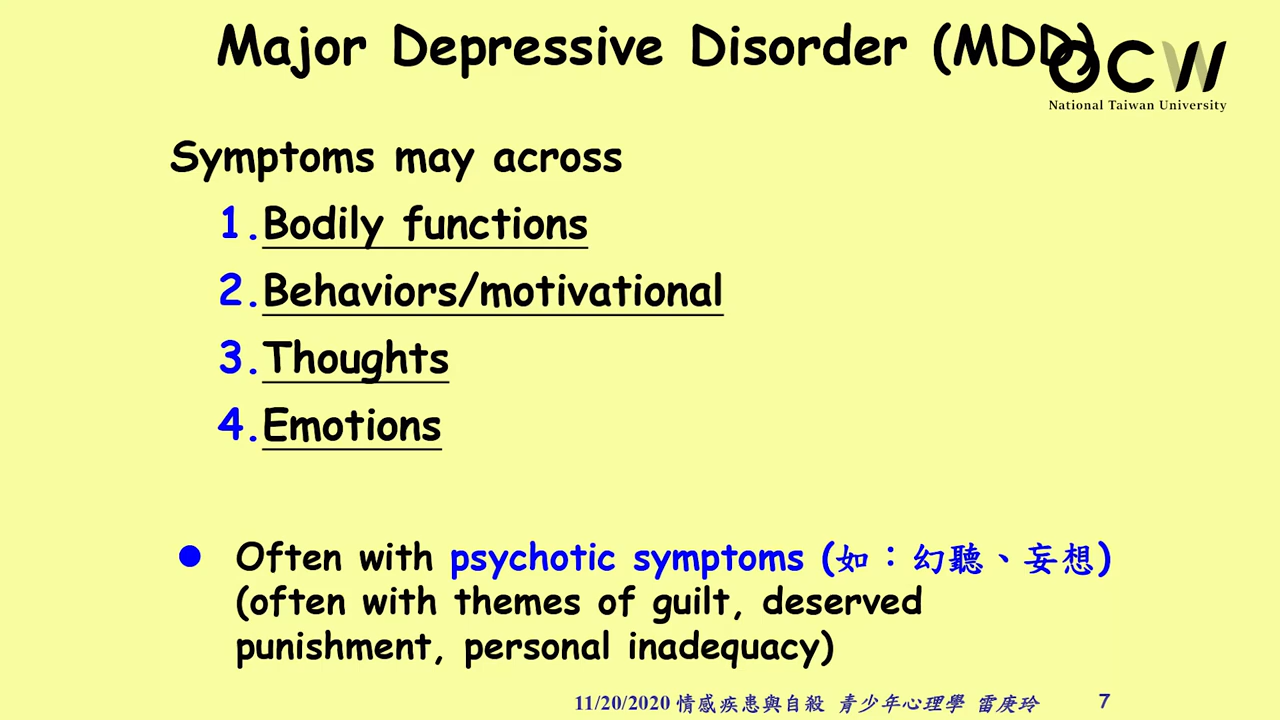 Major Depressive Disorder (MDD)
OCW
National Taiwan University
Symptoms may across
1.Bodily functions
2.Behaviors/motivational
3.Thoughts
4.Emotions
● Often with psychotic symptoms (如：幻聽、妄想)
(often with themes of guilt, deserved
punishment, personal inadequacy)
11/20/2020 情感疾患與自殺 青少年心理學 雷庚玲 7